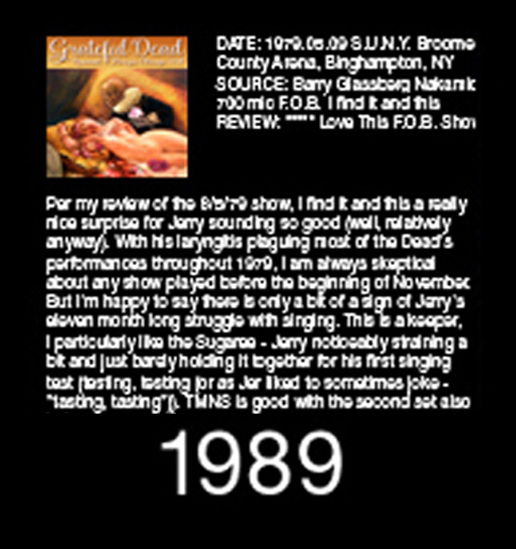 Grateful Dead
DATE: 1979.05.09 S.U.N.Y. Broome
County Arena, Binghampton, NY
SOURCE: Barry Glassberg Nakamic
700 mic F.O.B. I find it and this
REVIEW: ***** Love This F.O.B. Show
Per my review of the 8/5/79 show, I find it and this a really
nice surprise for Jerry sounding so good (well, relatively
anyway). With his laryngitis plaguing most of the Dead's
performances throughout 1979, I am always skeptical
about any show played before the beginning of November.
But I'm happy to say there is only a bit of a sign of Jerry's
eleven month long struggle with singing. This is a keeper,
I particularly like the Sugaree - Jerry noticeably straining a
bit and just barely holding it together for his first singing
test (testing, testing [or as Jer liked to sometimes joke -
"tasting, tasting"]). TMNS is good with the second set also
1989